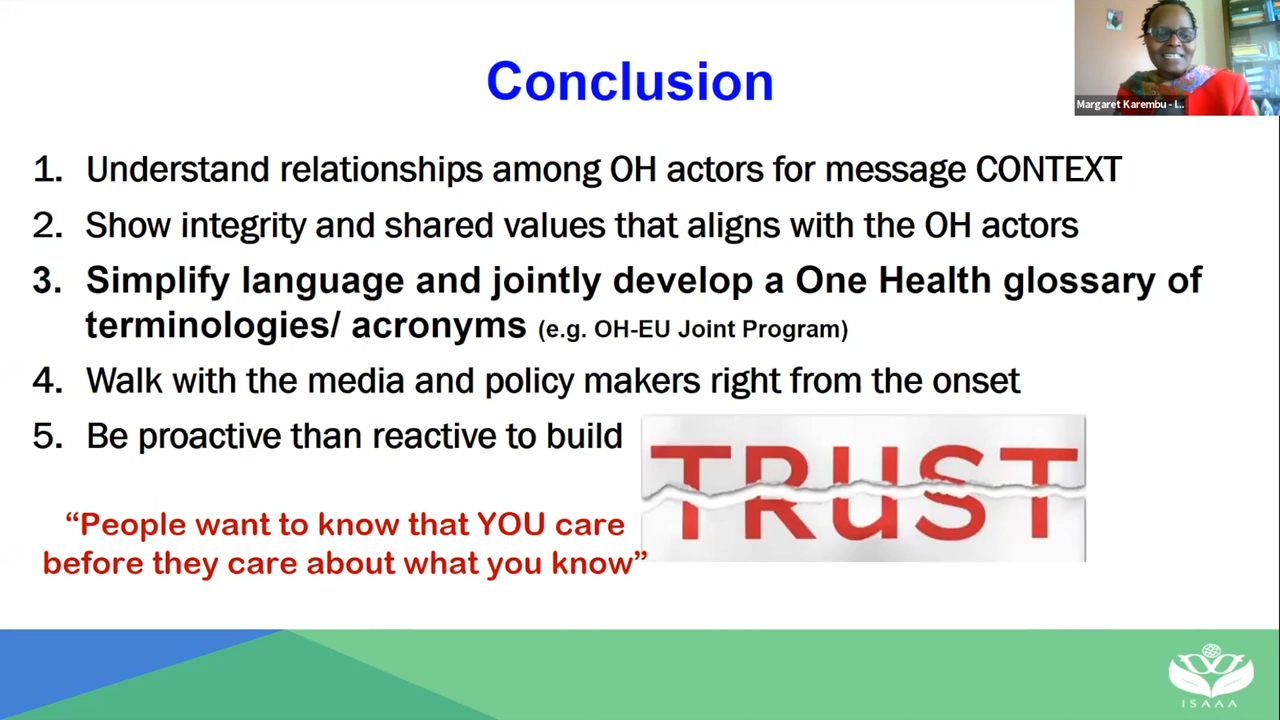 Conclusion
Margaret Karembu - I...
1. Understand relationships among OH actors for message CONTEXT
2. Show integrity and shared values that aligns with the OH actors
3. Simplify language and jointly develop a One Health glossary of
terminologies/ acronyms (e.g. OH-EU Joint Program)
4. Walk with the media and policy makers right from the onset
5. Be proactive than reactive to build
TRUST
“People want to know that YOU care
before they care about what you know”
ISAAA